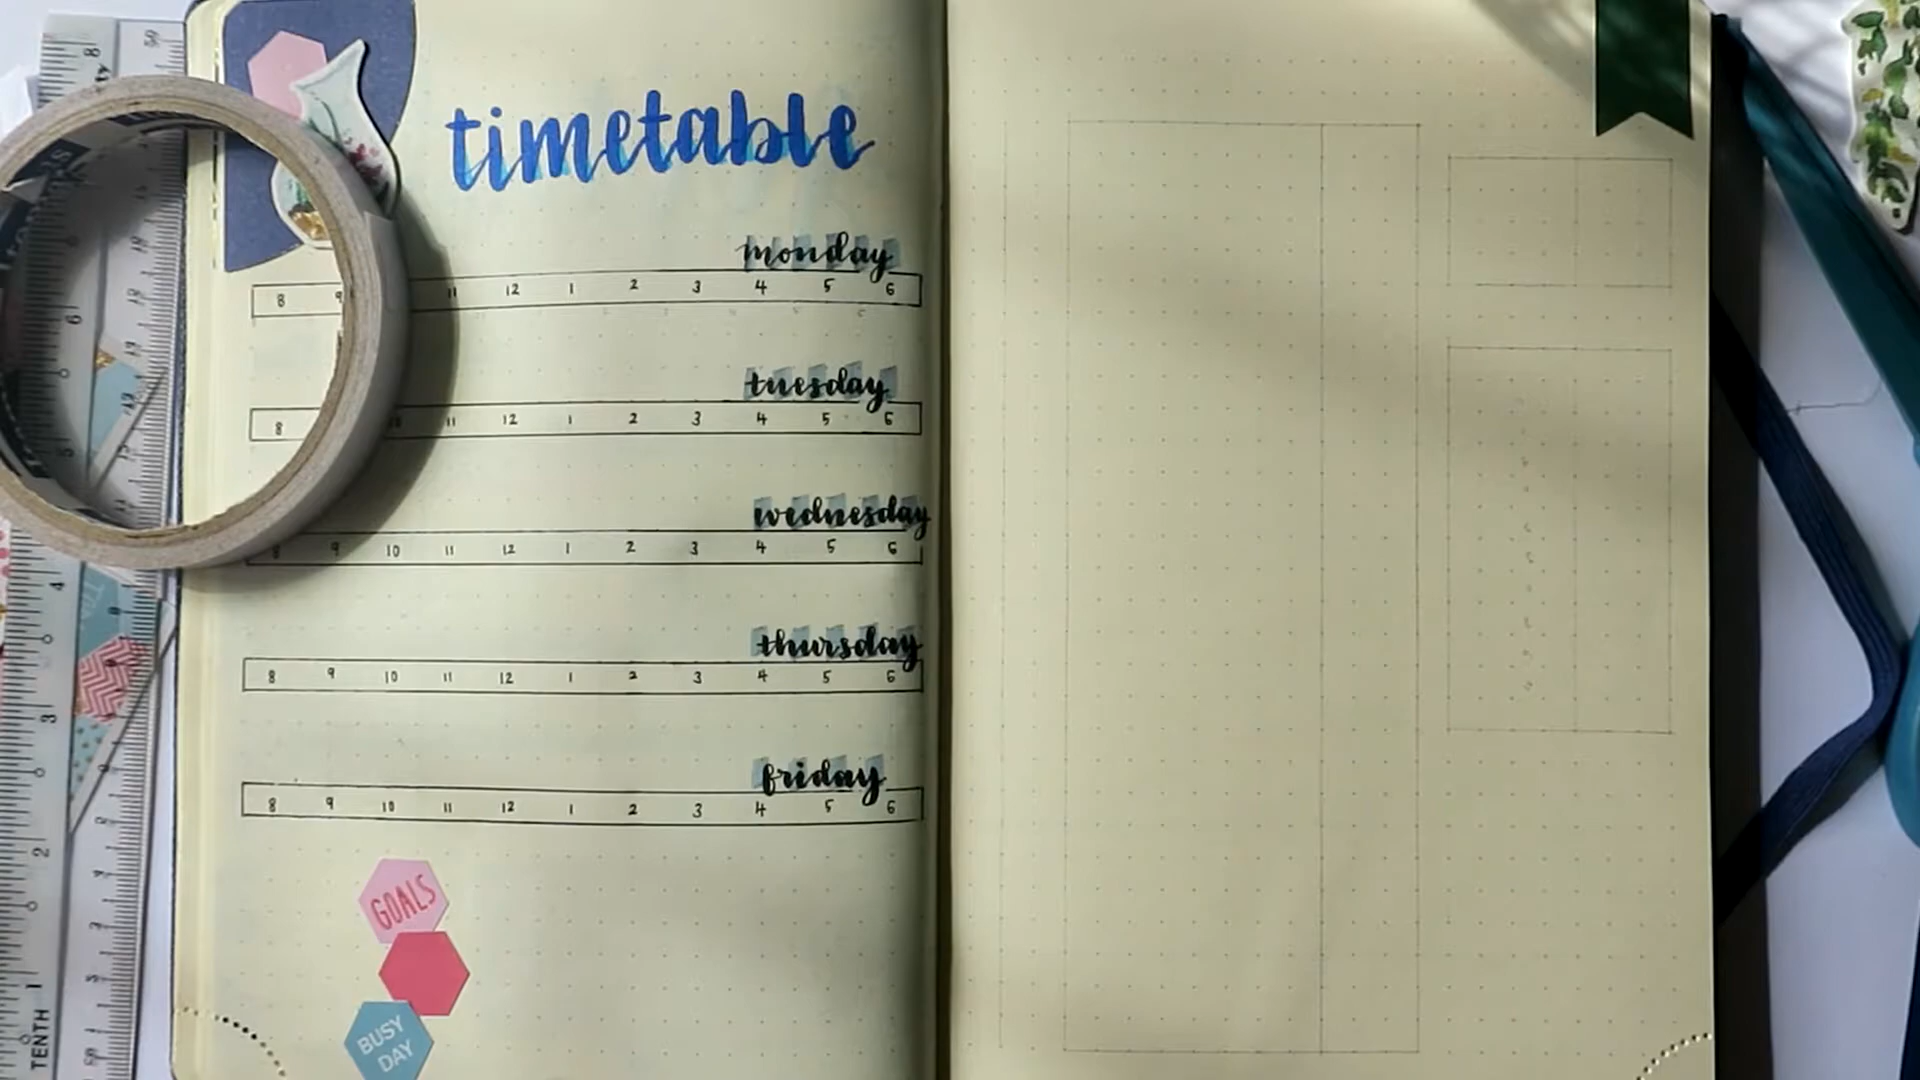 timetable
monday
8 9 11 12 1 2 3 4 5 6
tuesday
8 10 11 12 1 2 3 4 5 6
wednesday
8 9 10 11 12 1 2 3 4 5 6
thursday
8 9 10 11 12 1 2 3 4 5 6
friday
8 9 10 11 12 1 2 3 4 5 6
GOALS
BUSY
DAY
TENTH